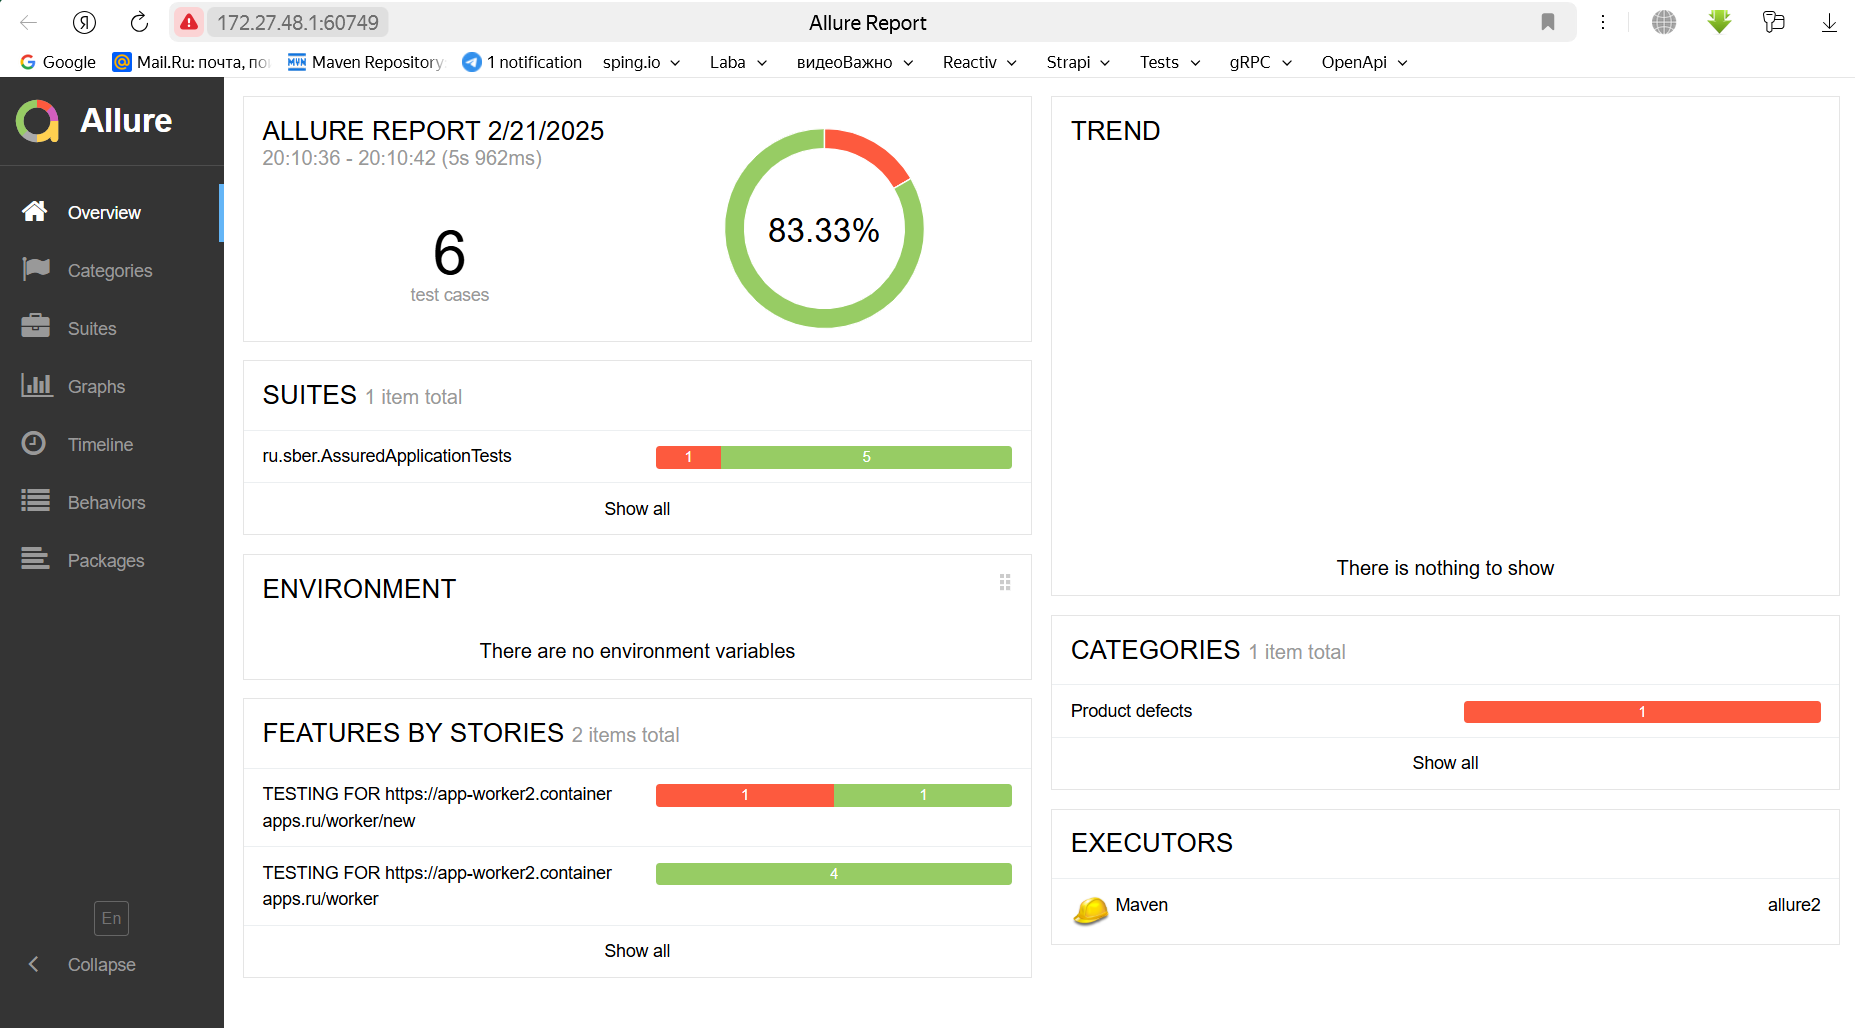 172.27.48.1:60749
Allure Report
Google
Mail.Ru: почта, по
Maven Repository
1 notification
sping.io
Laba
видеоВажно
Reactiv
Strapi
Tests
gRPC
OpenApi
Allure
Overview
Categories
Suites
Graphs
Timeline
Behaviors
Packages
En
Collapse
ALLURE REPORT 2/21/2025
20:10:36 - 20:10:42 (5s 962ms)
6
test cases
83.33%
SUITES 1 item total
ru.sber.AssuredApplicationTests
1
5
Show all
ENVIRONMENT
There are no environment variables
FEATURES BY STORIES 2 items total
TESTING FOR https://app-worker2.container
apps.ru/worker/new
1
1
TESTING FOR https://app-worker2.container
apps.ru/worker
4
Show all
TREND
There is nothing to show
CATEGORIES 1 item total
Product defects
1
Show all
EXECUTORS
Maven
allure2